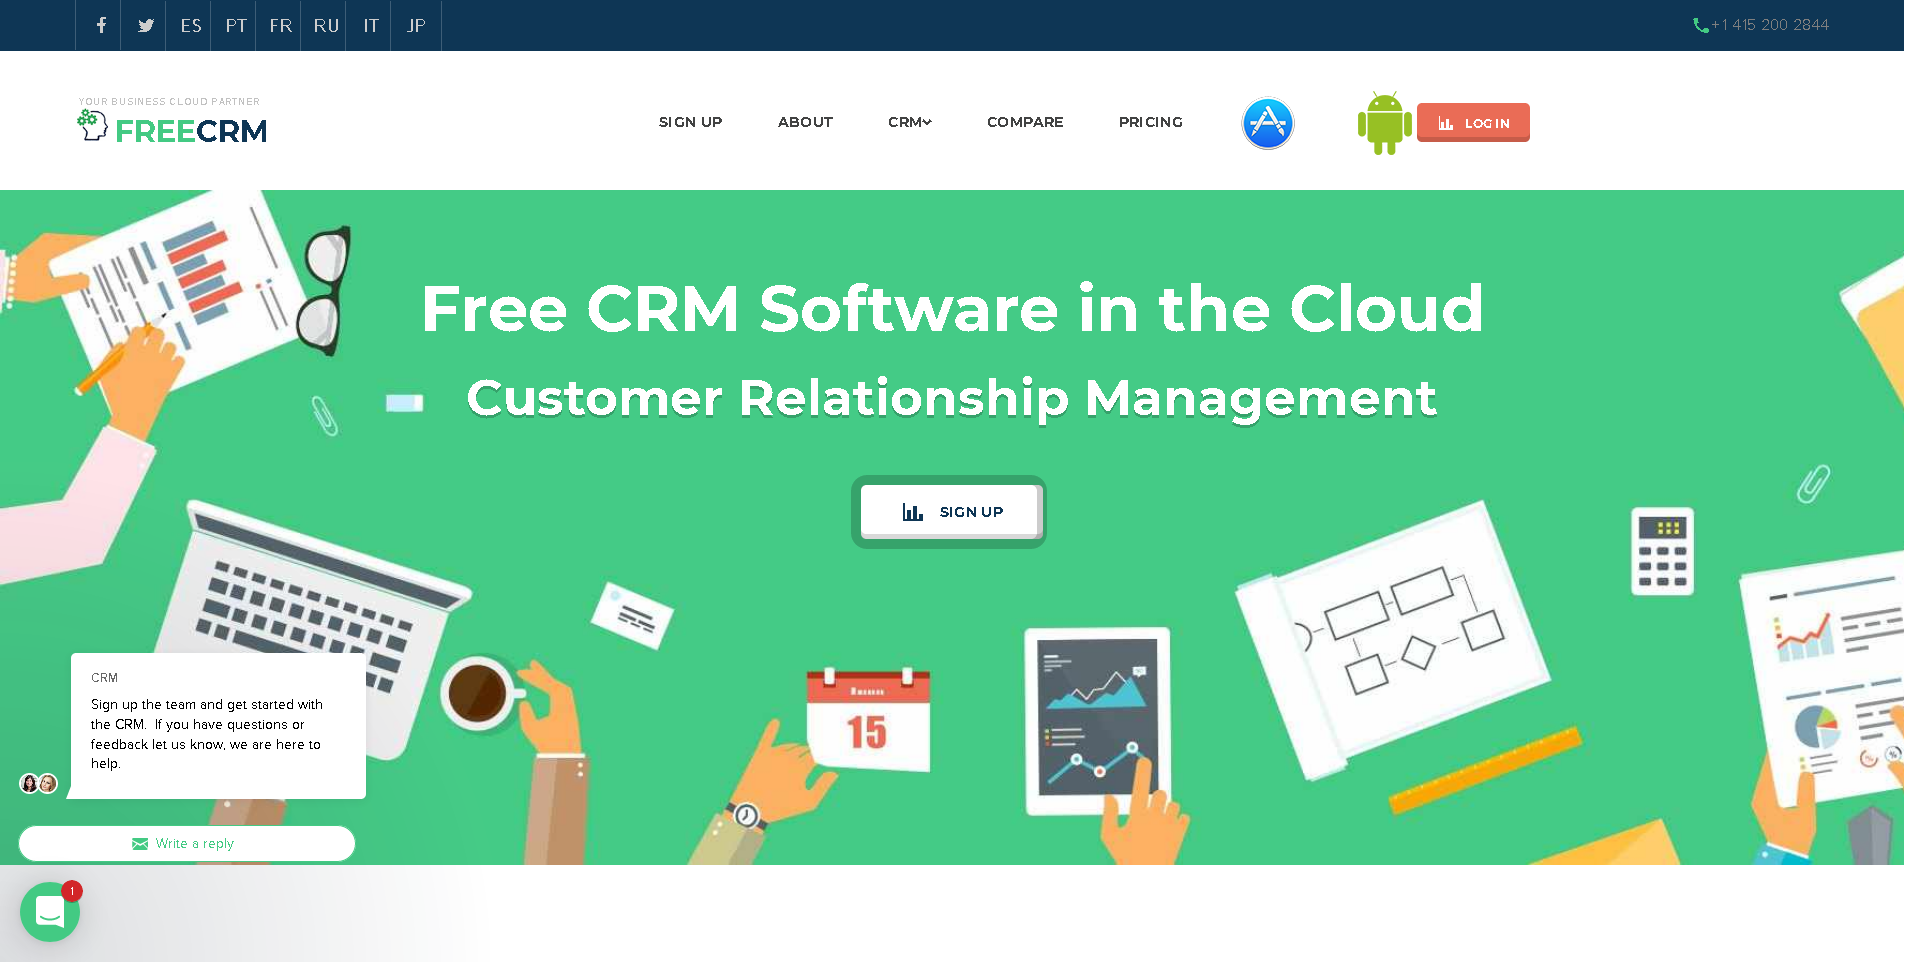 ES PT FR RU IT JP
+1 415 200 2844
YOUR BUSINESS CLOUD PARTNER
FREECRM
SIGN UP ABOUT CRM COMPARE PRICING LOG IN
Free CRM Software in the Cloud
Customer Relationship Management
SIGN UP
15
CRM
Sign up the team and get started with
the CRM.  If you have questions or
feedback let us know, we are here to
help.
Write a reply
1